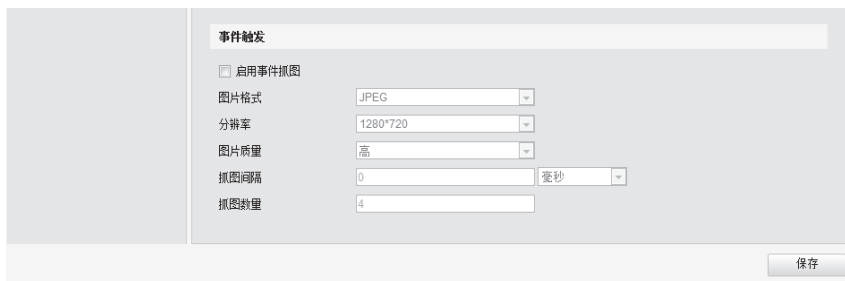 事件触发
启用事件抓图
图片格式 JPEG
分辨率 1280*720
图片质量 高
抓图间隔 0 毫秒
抓图数量 4
保存